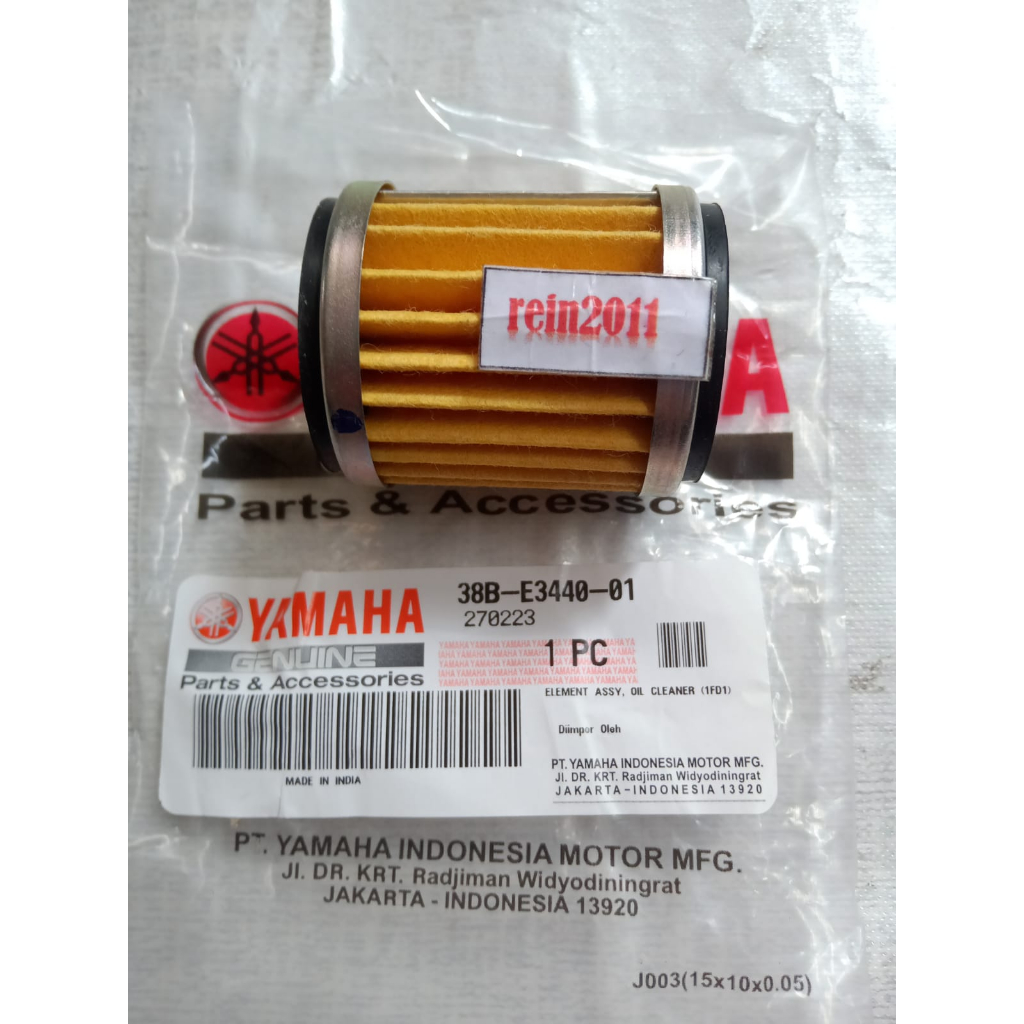 rein2011
A
Parts & Accessories
YAMAHA
GENUINE
Parts & Accessories
MADE IN INDIA
38B-E3440-01
270223
1 PC
ELEMENT ASSY, OIL CLEANER (1FD1)
Diimpor Oleh
PT. YAMAHA INDONESIA MOTOR MFG.
Jl. DR. KRT. Radjiman Widyodiningrat
JAKARTA-INDONESIA 13920
PT. YAMAHA INDONESIA MOTOR MFG.
Jl. DR. KRT. Radjiman Widyodiningrat
JAKARTA - INDONESIA 13920
J003(15x10x0.05)